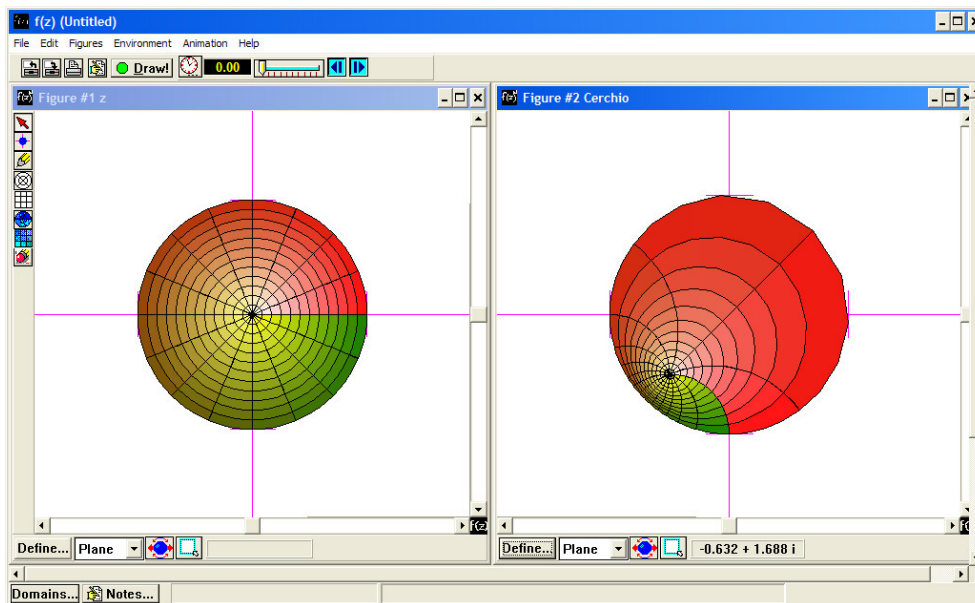 f(z) f(z) (Untitled)
File Edit Figures Environment Animation Help
Draw! 0.00
f(z) Figure #1 z
f(z) Figure #2 Cerchio
f(z)
f(z
Define... Plane
Define... Plane -0.632 + 1.688 i
Domains... Notes...